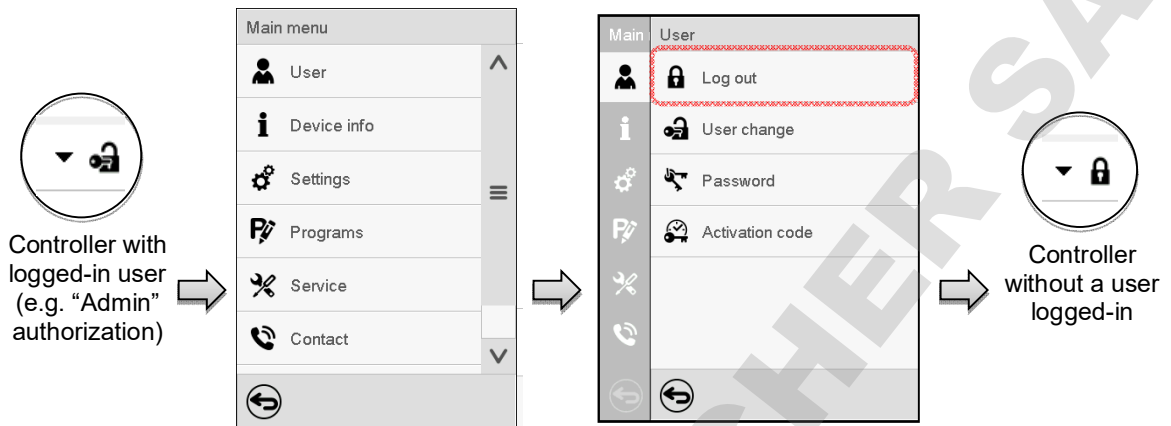 Controller with
logged-in user
(e.g. “Admin”
authorization)
Main menu
User
Device info
Settings
Programs
Service
Contact
Main
User
Log out
User change
Password
Activation code
Controller
without a user
logged-in